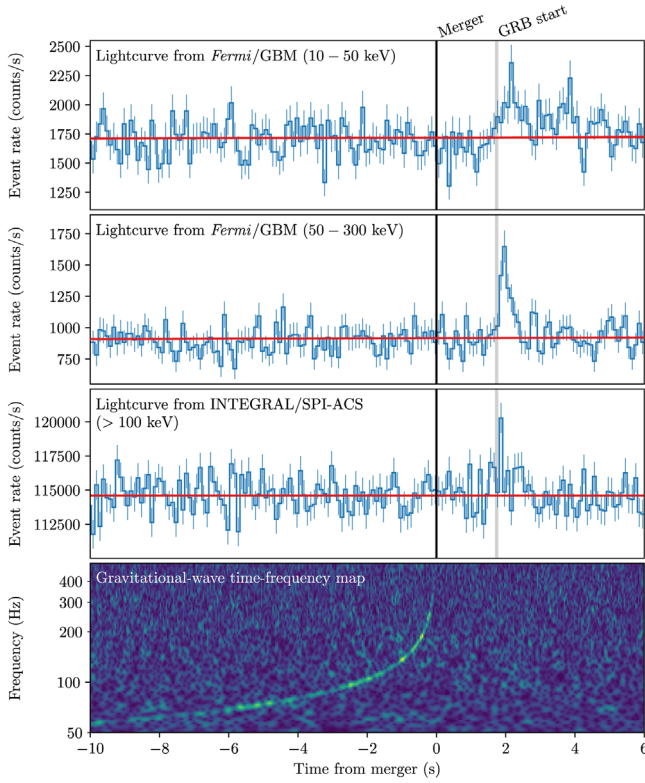 Merger
GRB start
Lightcurve from Fermi/GBM (10 − 50 keV)
Event rate (counts/s)
2500
2250
2000
1750
1500
1250
Lightcurve from Fermi/GBM (50 − 300 keV)
Event rate (counts/s)
1750
1500
1250
1000
750
Lightcurve from INTEGRAL/SPI-ACS
(> 100 keV)
Event rate (counts/s)
120000
117500
115000
112500
Gravitational-wave time-frequency map
Frequency (Hz)
400
300
200
100
50
−10 −8 −6 −4 −2 0 2 4 6
Time from merger (s)